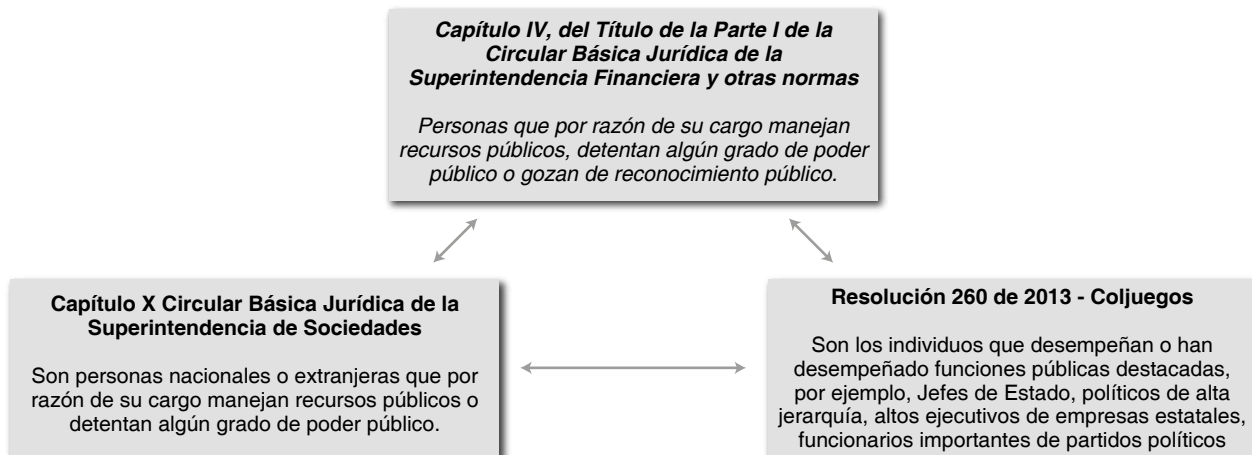 Capítulo IV, del Título de la Parte I de la
Circular Básica Jurídica de la
Superintendencia Financiera y otras normas
Personas que por razón de su cargo manejan
recursos públicos, detentan algún grado de poder
público o gozan de reconocimiento público.
Capítulo X Circular Básica Jurídica de la
Superintendencia de Sociedades
Son personas nacionales o extranjeras que por
razón de su cargo manejan recursos públicos o
detentan algún grado de poder público.
Resolución 260 de 2013 - Coljuegos
Son los individuos que desempeñan o han
desempeñado funciones públicas destacadas,
por ejemplo, Jefes de Estado, políticos de alta
jerarquía, altos ejecutivos de empresas estatales,
funcionarios importantes de partidos políticos